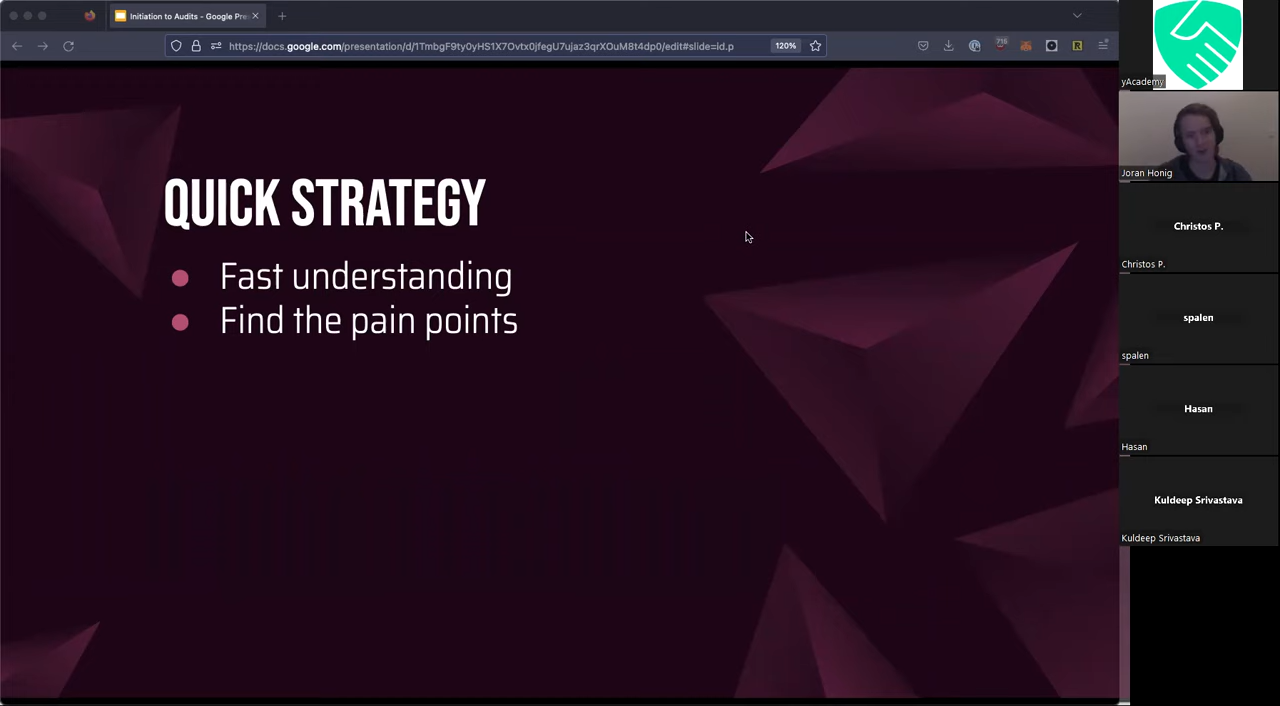 Initiation to Audits - Google Pre
https://docs.google.com/presentation/d/1TmbgF9ty0yHS1X7Ovtx0jfegU7ujaz3qrXOuM8t4dp0/edit#slide=id.p
120%
716
QUICK STRATEGY
Fast understanding
Find the pain points
yAcademy
Joran Honig
Christos P.
Christos P.
spalen
spalen
Hasan
Hasan
Kuldeep Srivastava
Kuldeep Srivastava